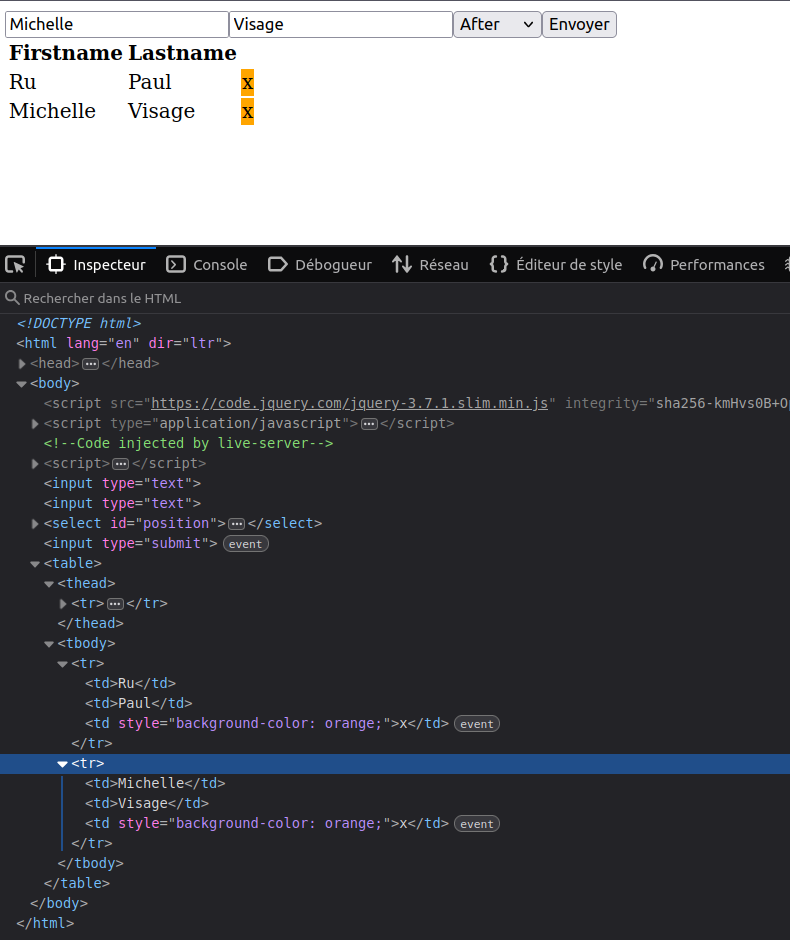 Michelle Visage After Envoyer
Firstname Lastname
Ru Paul x
Michelle Visage x
Inspecteur Console Débogueur Réseau Éditeur de style Performances
Rechercher dans le HTML
<!DOCTYPE html>
<html lang="en" dir="ltr">
<head>⋯</head>
<body>
<script src="https://code.jquery.com/jquery-3.7.1.slim.min.js" integrity="sha256-kmHvs0B+Op
<script type="application/javascript">⋯</script>
<!--Code injected by live-server-->
<script>⋯</script>
<input type="text">
<input type="text">
<select id="position">⋯</select>
<input type="submit"> event
<table>
<thead>
<tr>⋯</tr>
</thead>
<tbody>
<tr>
<td>Ru</td>
<td>Paul</td>
<td style="background-color: orange;">x</td> event
</tr>
<tr>
<td>Michelle</td>
<td>Visage</td>
<td style="background-color: orange;">x</td> event
</tr>
</tbody>
</table>
</body>
</html>